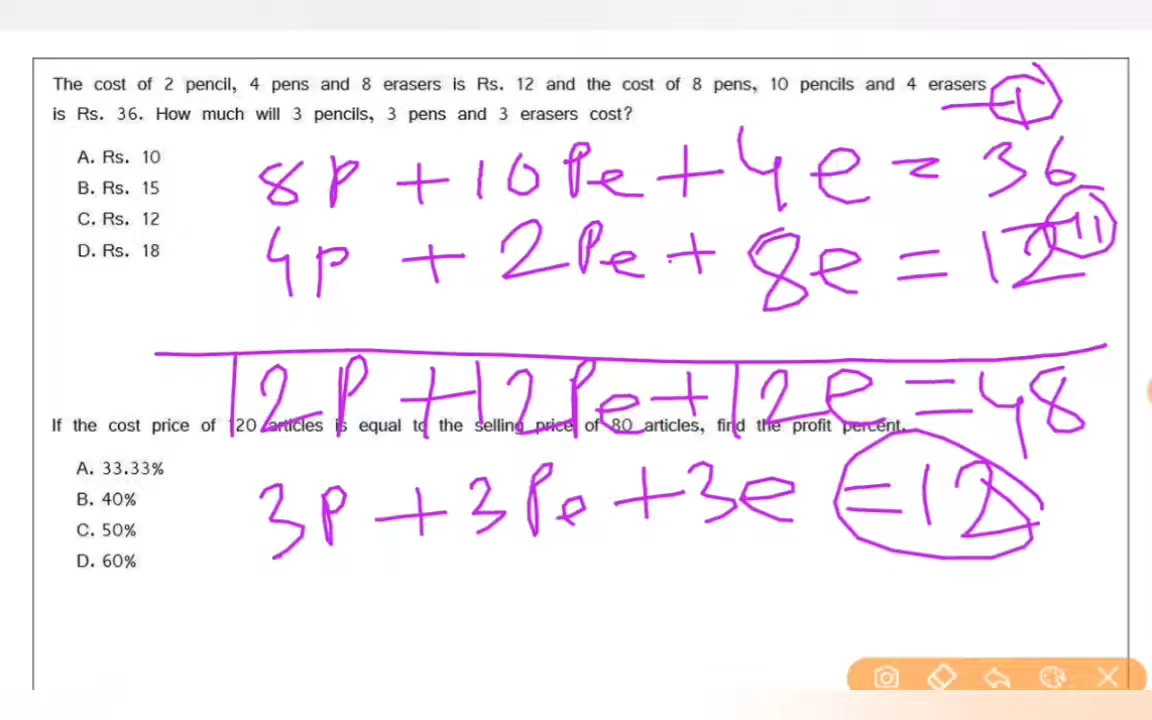 The cost of 2 pencil, 4 pens and 8 erasers is Rs. 12 and the cost of 8 pens, 10 pencils and 4 erasers
is Rs. 36. How much will 3 pencils, 3 pens and 3 erasers cost?
— 1
A. Rs. 10
B. Rs. 15
C. Rs. 12
D. Rs. 18
8P + 10Pe + 4e = 36
4P + 2Pe + 8e = 12 11
12P + 12Pe + 12e = 48
If the cost price of 120 articles is equal to the selling price of 80 articles, find the profit percent.
A. 33.33%
B. 40%
C. 50%
D. 60%
3P + 3Pe + 3e = 12